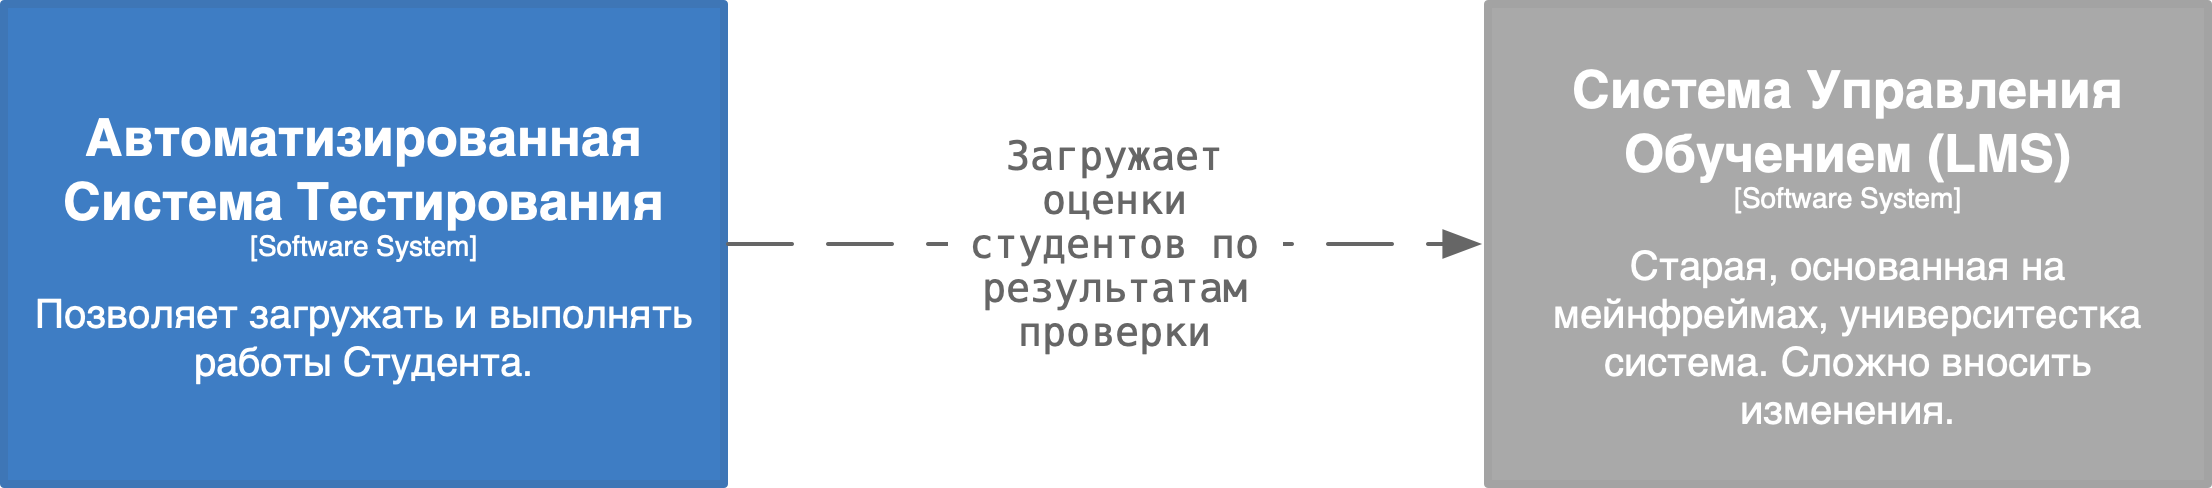 Автоматизированная
Система Тестирования
[Software System]
Позволяет загружать и выполнять
работы Студента.
Загружает
оценки
студентов по
результатам
проверки
Система Управления
Обучением (LMS)
[Software System]
Старая, основанная на
мейнфреймах, университестка
система. Сложно вносить
изменения.